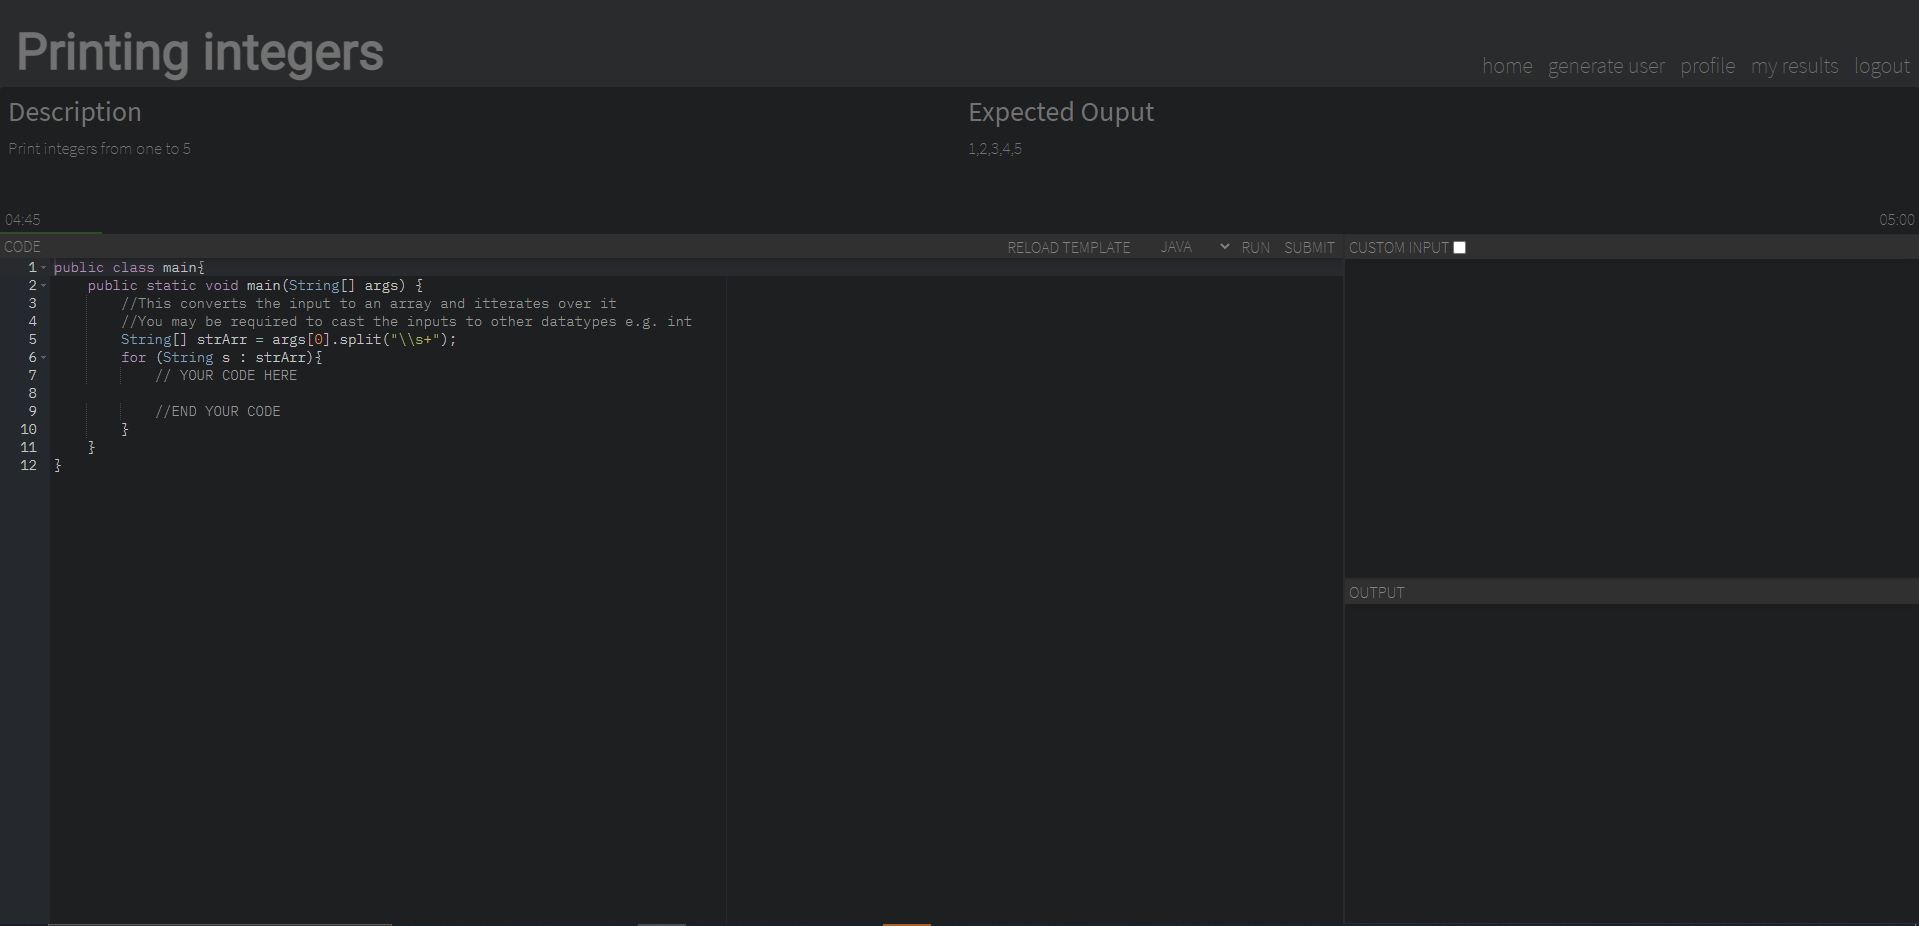 Printing integers
home generate user profile my results logout
Description
Print integers from one to 5
Expected Ouput
1,2,3,4,5
04:45
05:00
CODE
RELOAD TEMPLATE JAVA RUN SUBMIT
CUSTOM INPUT
1 public class main{
2 public static void main(String[] args) {
3 //This converts the input to an array and itterates over it
4 //You may be required to cast the inputs to other datatypes e.g. int
5 String[] strArr = args[0].split("\\s+");
6 for (String s : strArr){
7 // YOUR CODE HERE
8
9 //END YOUR CODE
10 }
11 }
12 }
OUTPUT